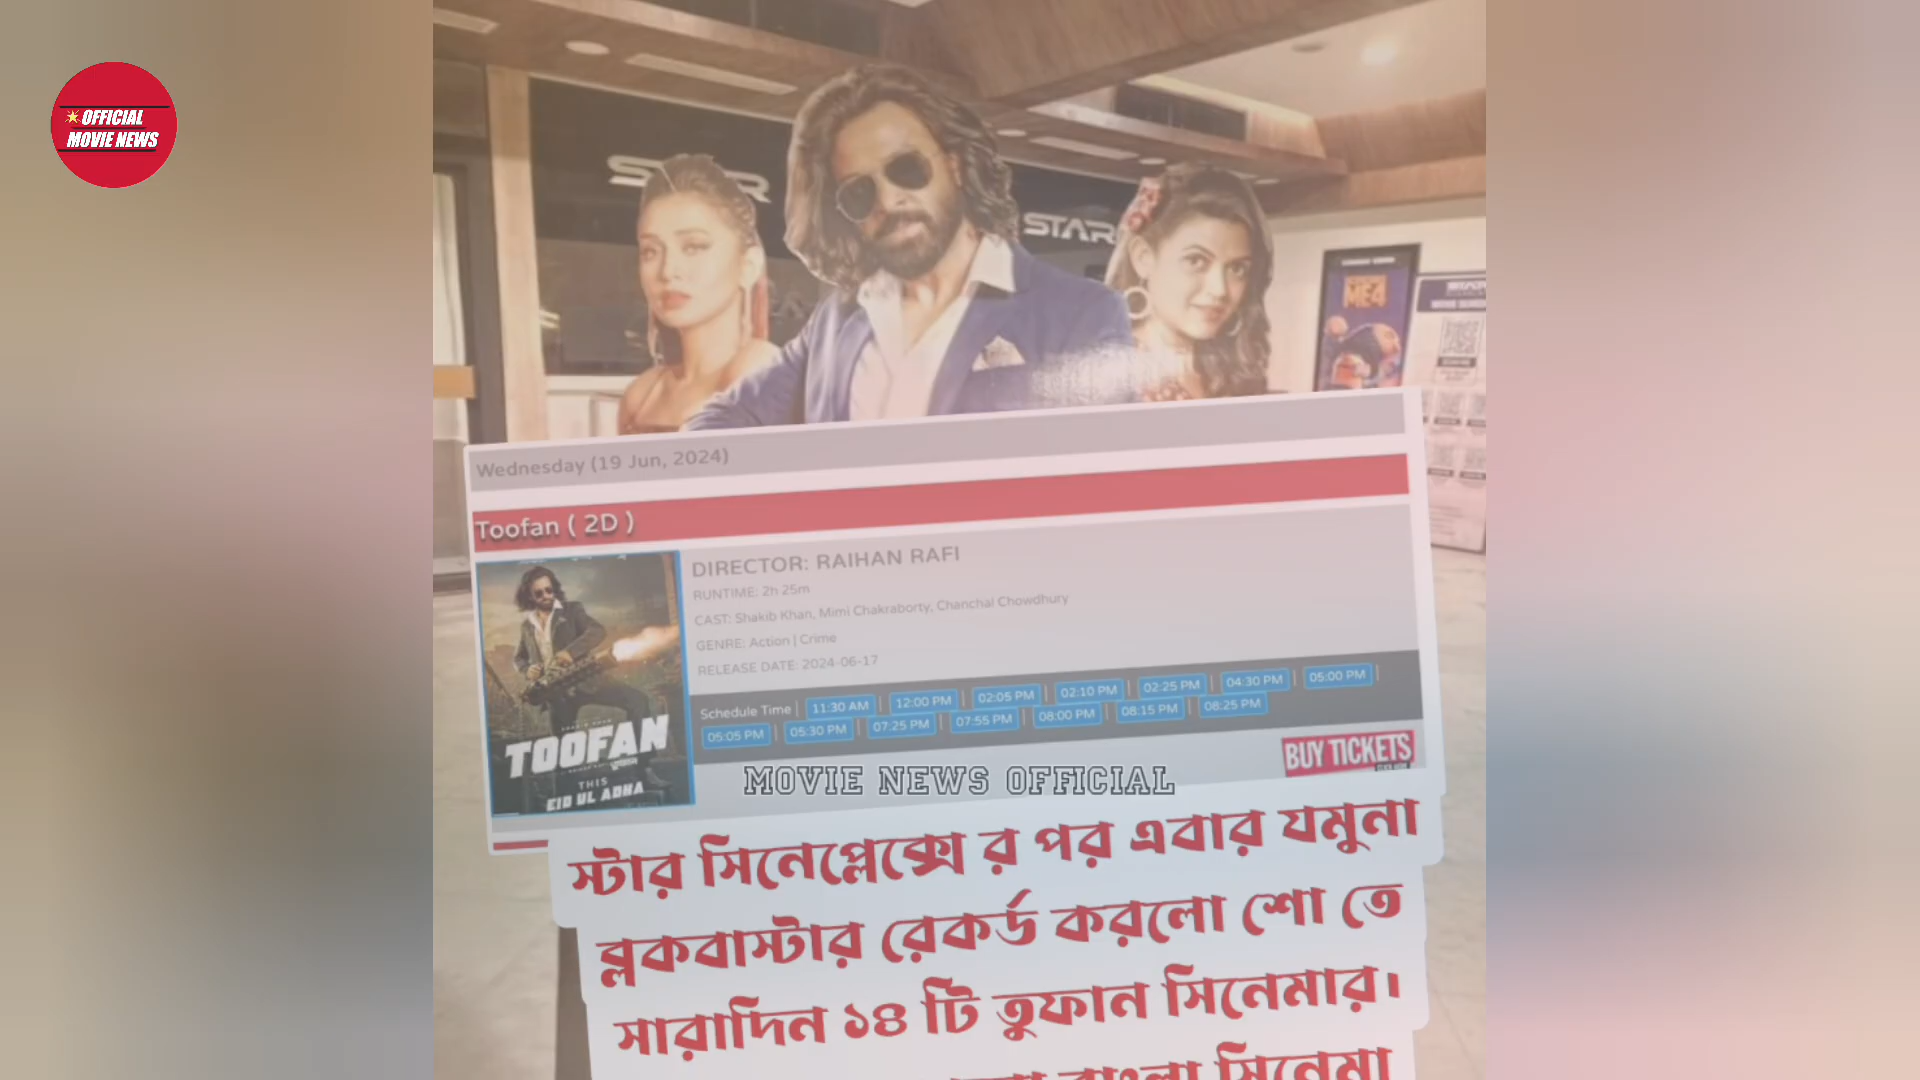 OFFICIAL
MOVIE NEWS
STAR
STAR
ME4
Wednesday (19 Jun, 2024)
Toofan ( 2D )
DIRECTOR: RAIHAN RAFI
RUNTIME: 2h 25m
CAST: Shakib Khan, Mimi Chakraborty, Chanchal Chowdhury
GENRE: Action | Crime
RELEASE DATE: 2024-06-17
Schedule Time | 11:30 AM | 12:00 PM | 02:05 PM | 02:10 PM | 02:25 PM | 04:30 PM | 05:00 PM |
05:05 PM | 05:30 PM | 07:25 PM | 07:55 PM | 08:00 PM | 08:15 PM | 08:25 PM
TOOFAN
THIS
EID UL ADHA
BUY TICKETS
MOVIE NEWS OFFICIAL
স্টার সিনেপ্লেক্সে র পর এবার যমুনা
ব্লকবাস্টার রেকর্ড করলো শো তে
সারাদিন ১৪ টি তুফান সিনেমার।
বাংলা সিনেমা